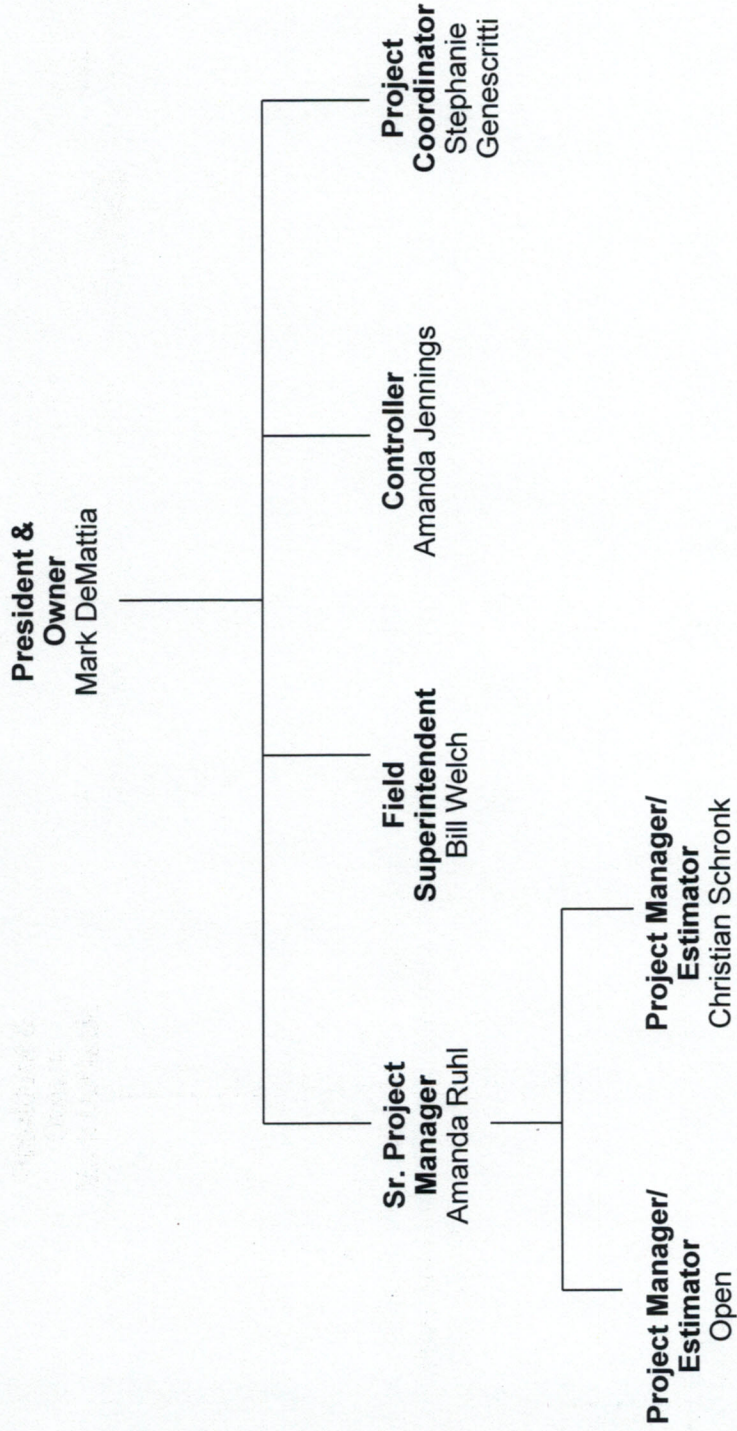 President &
Owner
Mark DeMattia
Sr. Project
Manager
Amanda Ruhl
Field
Superintendent
Bill Welch
Controller
Amanda Jennings
Project
Coordinator
Stephanie
Genescritti
Project Manager/
Estimator
Open
Project Manager/
Estimator
Christian Schronk